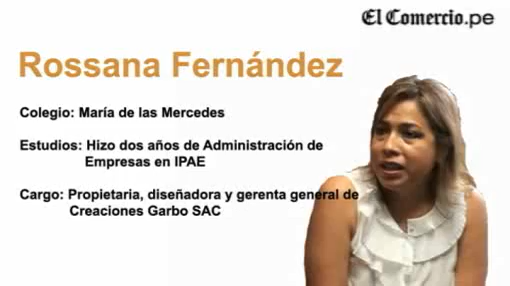 El Comercio.pe
Rossana Fernández
Colegio: María de las Mercedes
Estudios: Hizo dos años de Administración de
Empresas en IPAE
Cargo: Propietaria, diseñadora y gerenta general de
Creaciones Garbo SAC